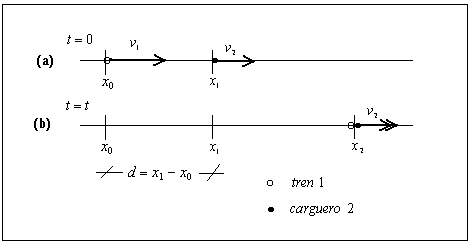 t = 0 v₁ v₂
(a)
x₀ x₁
t = t v₂
(b)
x₀ x₁ x₂
d = x₁ − x₀
tren 1
carguero 2